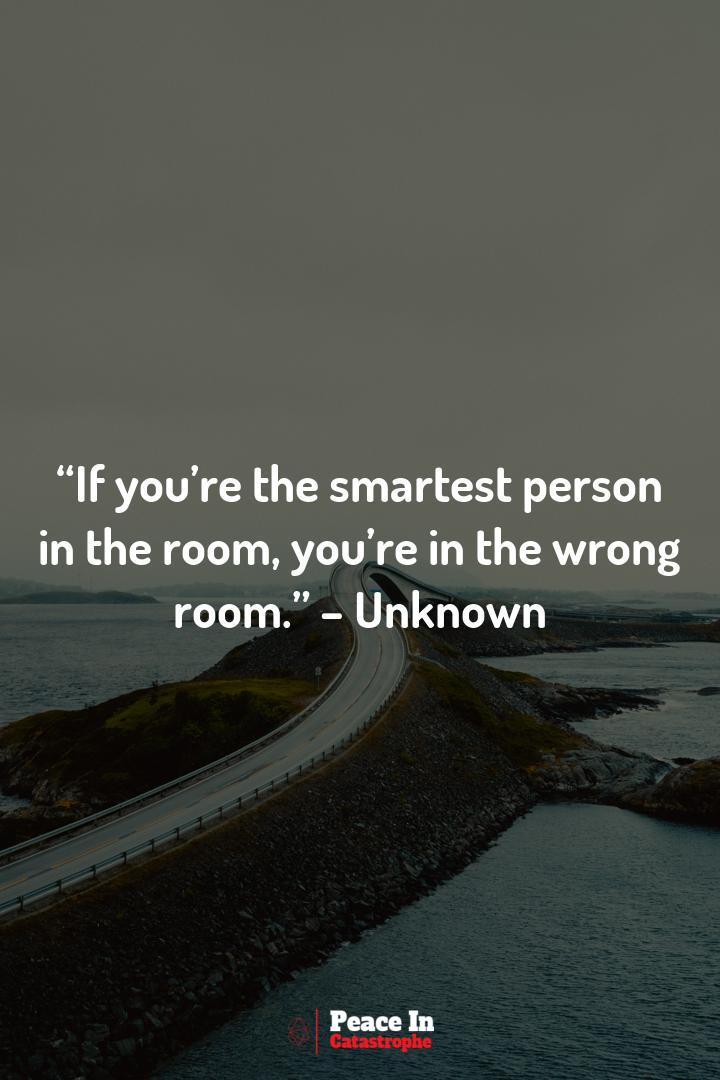 “If you’re the smartest person
in the room, you’re in the wrong
room.” – Unknown
Peace In
Catastrophe